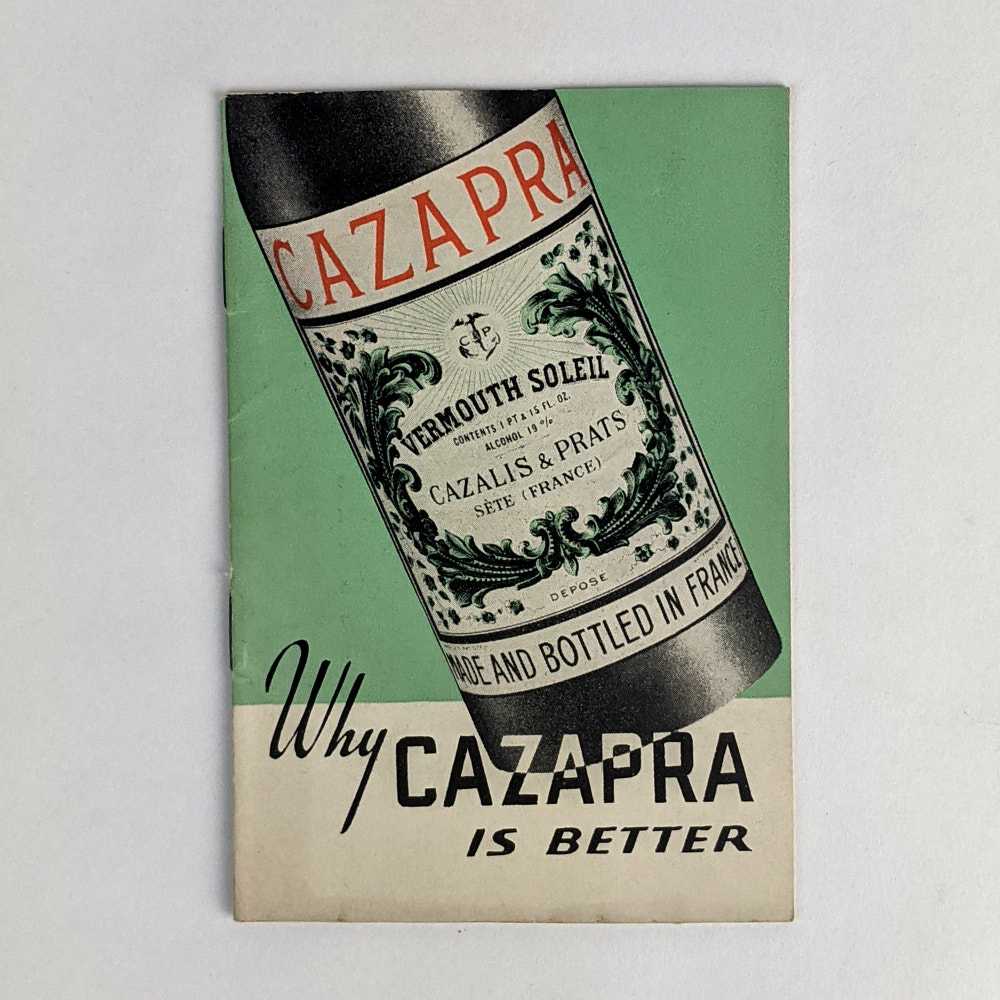 CAZAPRA
C P
VERMOUTH SOLEIL
CONTENTS 1 PT & 15 FL. OZ.
ALCOHOL 19 %
CAZALIS & PRATS
SÈTE (FRANCE)
DEPOSE
MADE AND BOTTLED IN FRANCE
Why
CAZAPRA
IS BETTER